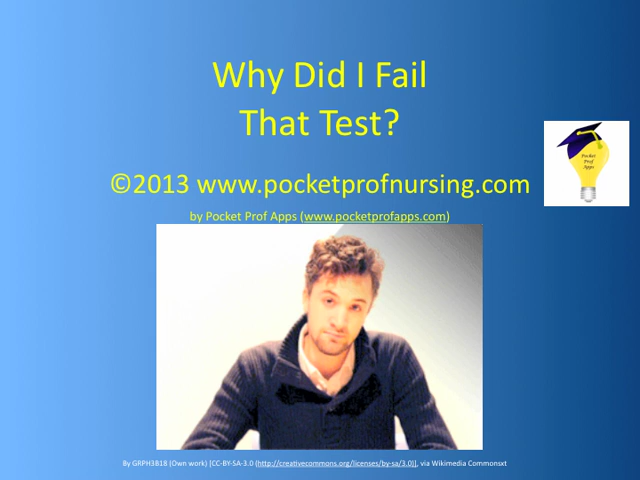 Why Did I Fail
That Test?
©2013 www.pocketprofnursing.com
Pocket
Prof
Apps
by Pocket Prof Apps (www.pocketprofapps.com)
By GRPH3B18 (Own work) [CC-BY-SA-3.0 (http://creativecommons.org/licenses/by-sa/3.0)], via Wikimedia Commonsxt